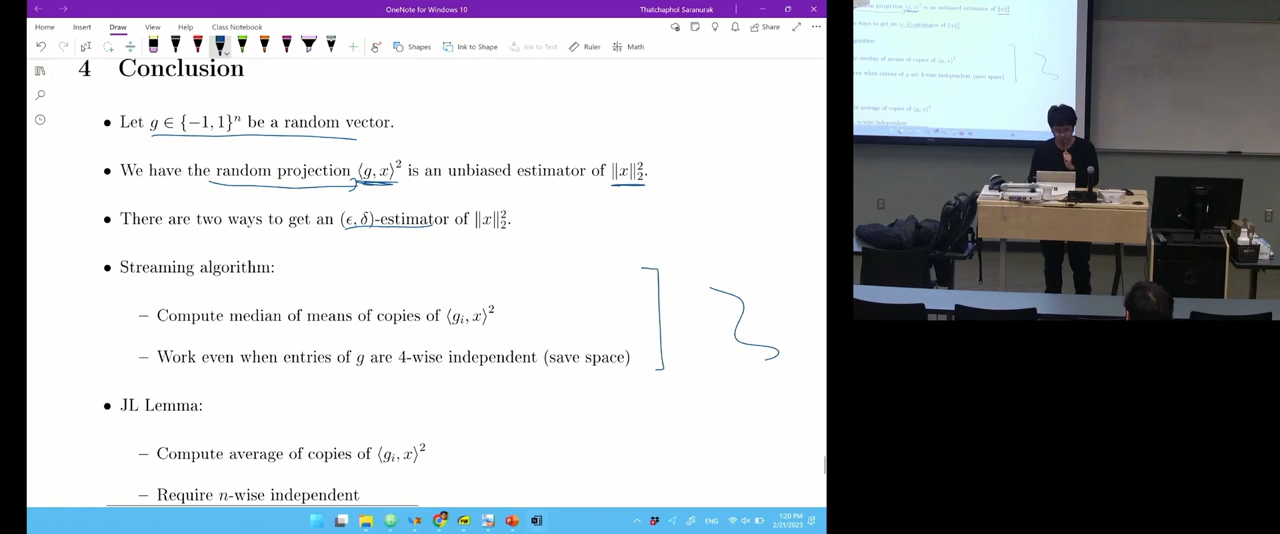 OneNote for Windows 10
Thatchaphol Saranurak
Home Insert Draw View Help Class Notebook
Share
Shapes Ink to Shape Ink to Text Ruler Math
4 Conclusion
• Let g ∈ {−1, 1}ⁿ be a random vector.
• We have the random projection ⟨g, x⟩² is an unbiased estimator of ‖x‖₂².
• There are two ways to get an (ϵ, δ)-estimator of ‖x‖₂².
• Streaming algorithm:
– Compute median of means of copies of ⟨gᵢ, x⟩²
– Work even when entries of g are 4-wise independent (save space)
• JL Lemma:
– Compute average of copies of ⟨gᵢ, x⟩²
– Require n-wise independent
ENG
1:20 PM
2/21/2023